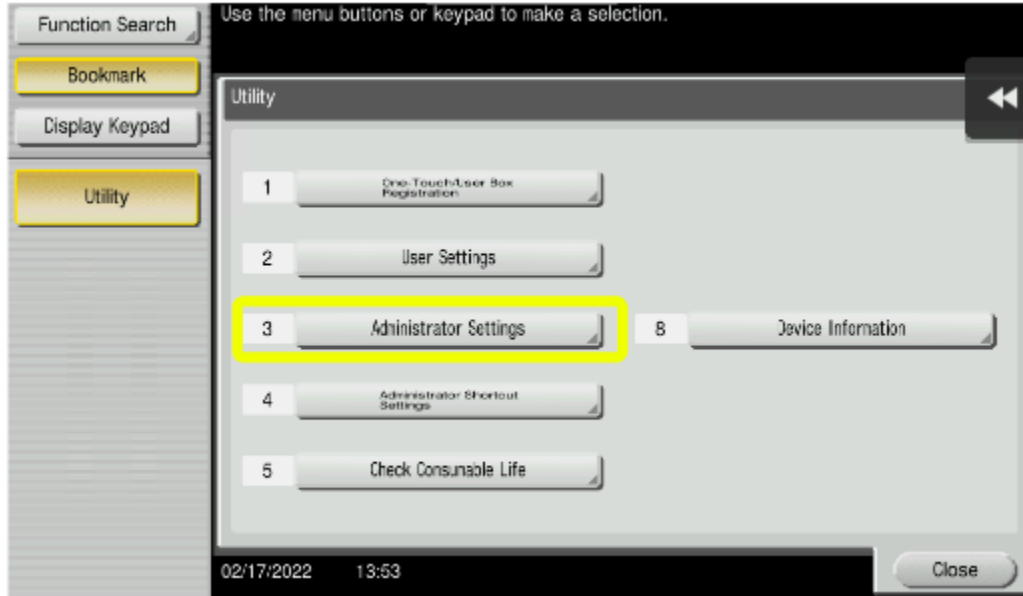 Use the menu buttons or keypad to make a selection.
Function Search
Bookmark
Display Keypad
Utility
Utility
1 One-Touch/User Box
Registration
2 User Settings
3 Administrator Settings
8 Device Information
4 Administrator Shortcut
Settings
5 Check Consumable Life
02/17/2022 13:53
Close